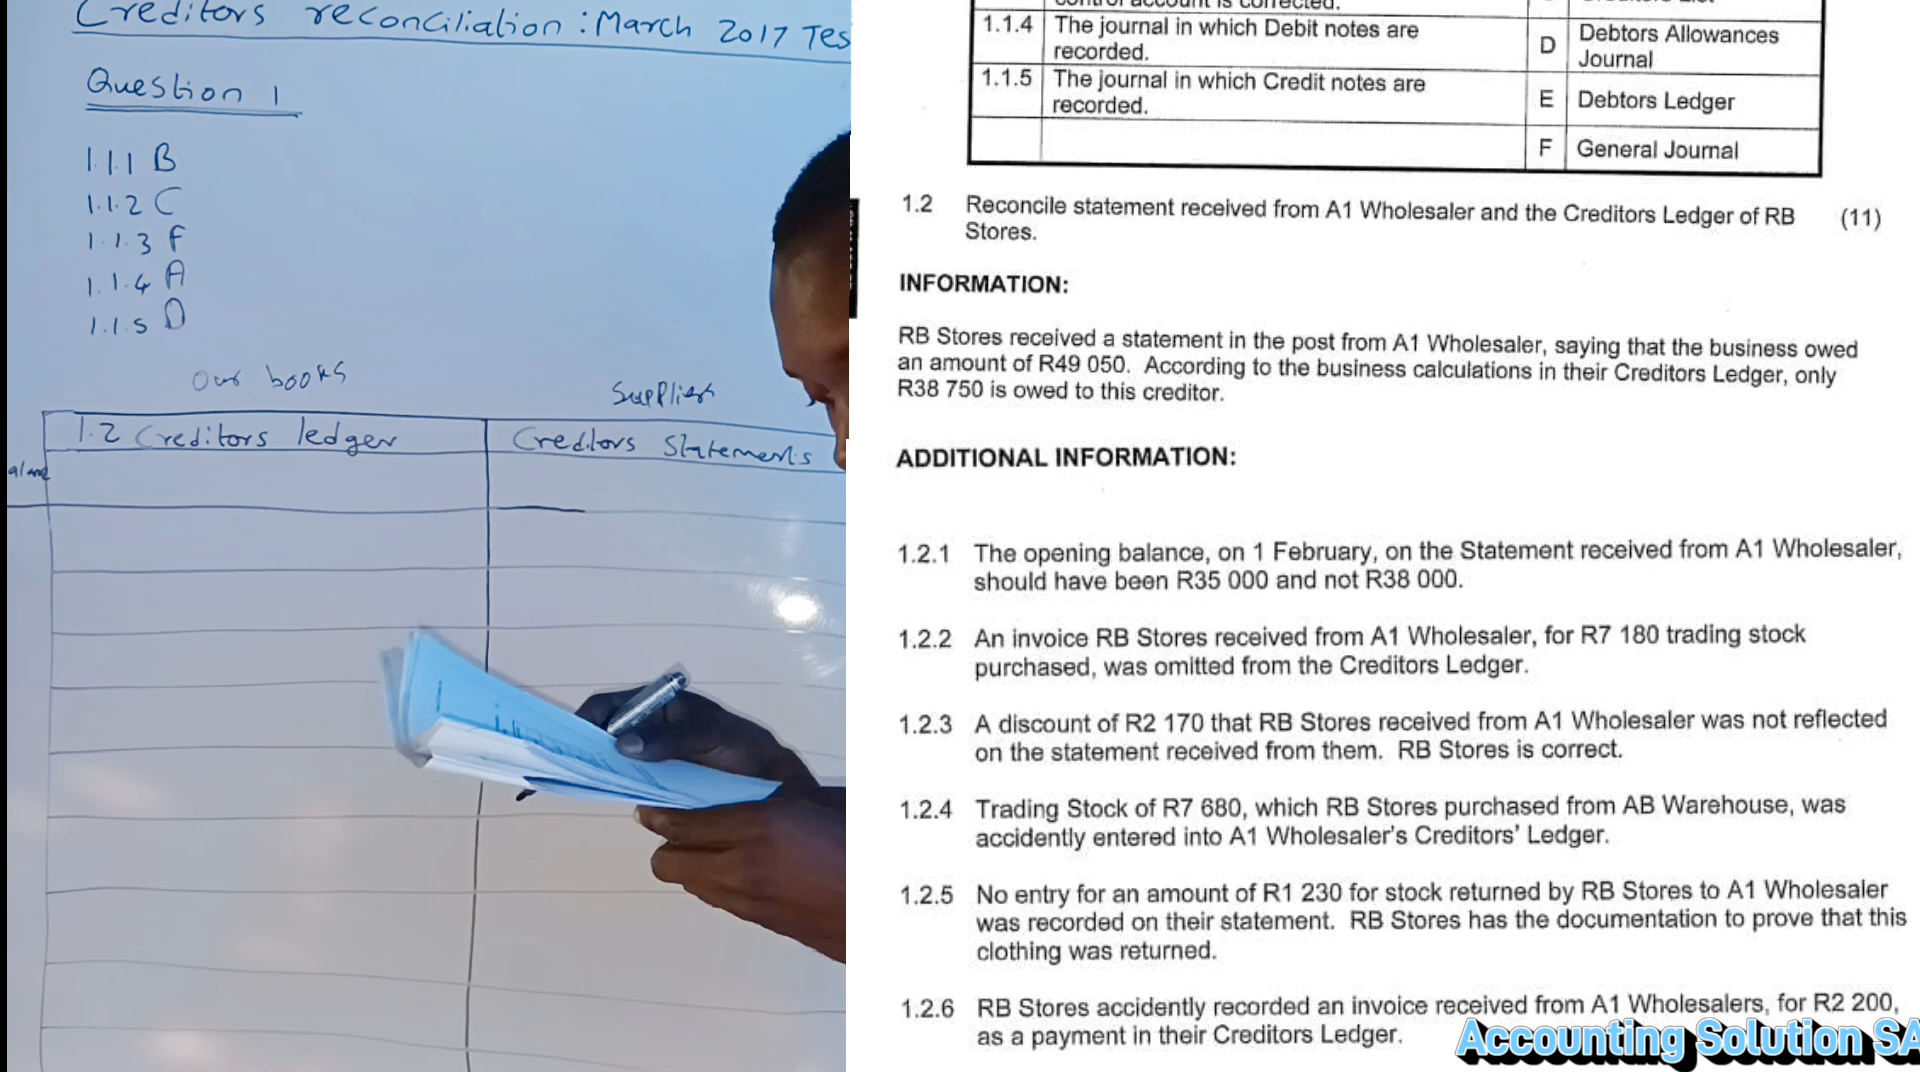 Creditors reconciliation : March 2017 Tes
Question 1
1.1.1 B
1.1.2 C
1.1.3 F
1.1.4 A
1.1.5 D
Our books
Supplier
1.2 Creditors ledger
Creditors Statements
control account is corrected.
1.1.4 The journal in which Debit notes are
recorded.
D Debtors Allowances
Journal
1.1.5 The journal in which Credit notes are
recorded.
E Debtors Ledger
F General Journal
1.2 Reconcile statement received from A1 Wholesaler and the Creditors Ledger of RB (11)
Stores.
INFORMATION:
RB Stores received a statement in the post from A1 Wholesaler, saying that the business owed
an amount of R49 050. According to the business calculations in their Creditors Ledger, only
R38 750 is owed to this creditor.
ADDITIONAL INFORMATION:
1.2.1 The opening balance, on 1 February, on the Statement received from A1 Wholesaler,
should have been R35 000 and not R38 000.
1.2.2 An invoice RB Stores received from A1 Wholesaler, for R7 180 trading stock
purchased, was omitted from the Creditors Ledger.
1.2.3 A discount of R2 170 that RB Stores received from A1 Wholesaler was not reflected
on the statement received from them. RB Stores is correct.
1.2.4 Trading Stock of R7 680, which RB Stores purchased from AB Warehouse, was
accidently entered into A1 Wholesaler's Creditors' Ledger.
1.2.5 No entry for an amount of R1 230 for stock returned by RB Stores to A1 Wholesaler
was recorded on their statement. RB Stores has the documentation to prove that this
clothing was returned.
1.2.6 RB Stores accidently recorded an invoice received from A1 Wholesalers, for R2 200,
as a payment in their Creditors Ledger.
Accounting Solution SA